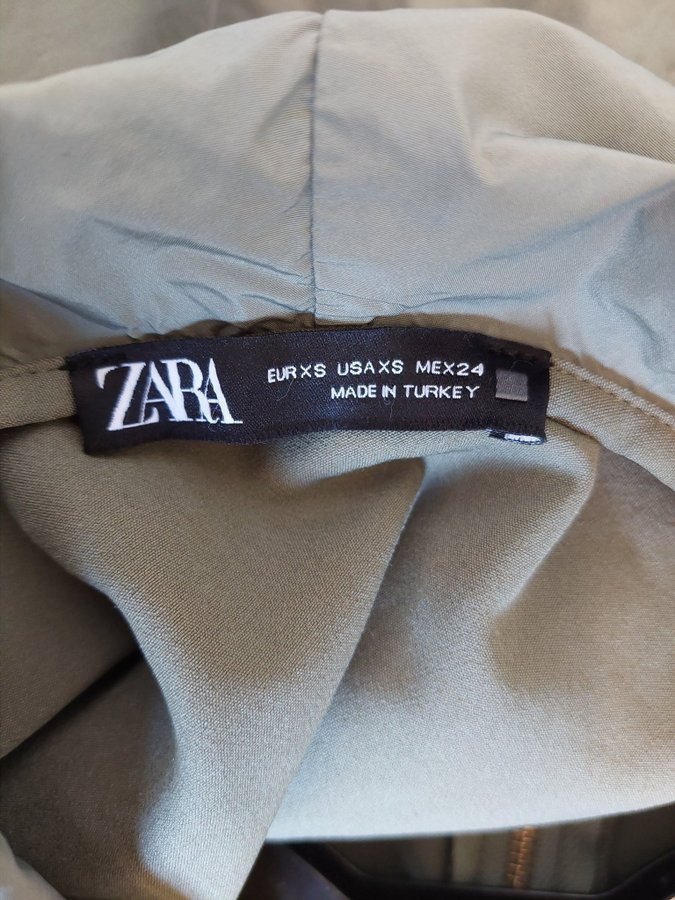 ZARA
EUR XS USA XS MEX 24
MADE IN TURKEY